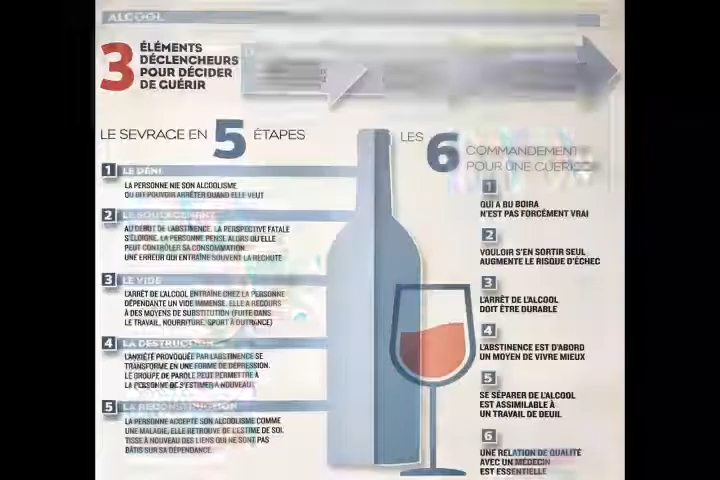 ALCOOL
3
ÉLÉMENTS
DÉCLENCHEURS
POUR DÉCIDER
DE GUÉRIR
LE SEVRAGE EN 5 ÉTAPES
1 LE DÉNI
LA PERSONNE NIE SON ALCOOLISME
OU DIT POUVOIR ARRÊTER QUAND ELLE VEUT
2 LE SOULAGEMENT
AU DÉBUT DE L'ABSTINENCE, LA PERSPECTIVE FATALE
S'ÉLOIGNE. LA PERSONNE PENSE ALORS QU'ELLE
PEUT CONTRÔLER SA CONSOMMATION.
UNE ERREUR QUI ENTRAÎNE SOUVENT LA RECHUTE
3 LE VIDE
L'ARRÊT DE L'ALCOOL ENTRAÎNE CHEZ LA PERSONNE
DÉPENDANTE UN VIDE IMMENSE. ELLE A RECOURS
À DES MOYENS DE SUBSTITUTION (FUITE DANS
LE TRAVAIL, NOURRITURE, SPORT À OUTRANCE)
4 LA DESTRUCTION
L'ANXIÉTÉ PROVOQUÉE PAR L'ABSTINENCE SE
TRANSFORME EN UNE FORME DE DÉPRESSION.
LE GROUPE DE PAROLE PEUT PERMETTRE À
LA PERSONNE DE S'ESTIMER À NOUVEAU
5 LA RECONSTRUCTION
LA PERSONNE ACCEPTE SON ALCOOLISME COMME
UNE MALADIE, ELLE RETROUVE DE L'ESTIME DE SOI,
TISSE À NOUVEAU DES LIENS QUI NE SONT PAS
BÂTIS SUR SA DÉPENDANCE.
LES 6 COMMANDEMENT
POUR UNE GUÉRISON
1
QUI A BU BOIRA
N'EST PAS FORCÉMENT VRAI
2
VOULOIR S'EN SORTIR SEUL
AUGMENTE LE RISQUE D'ÉCHEC
3
L'ARRÊT DE L'ALCOOL
DOIT ÊTRE DURABLE
4
L'ABSTINENCE EST D'ABORD
UN MOYEN DE VIVRE MIEUX
5
SE SÉPARER DE L'ALCOOL
EST ASSIMILABLE À
UN TRAVAIL DE DEUIL
6
UNE RELATION DE QUALITÉ
AVEC UN MÉDECIN
EST ESSENTIELLE